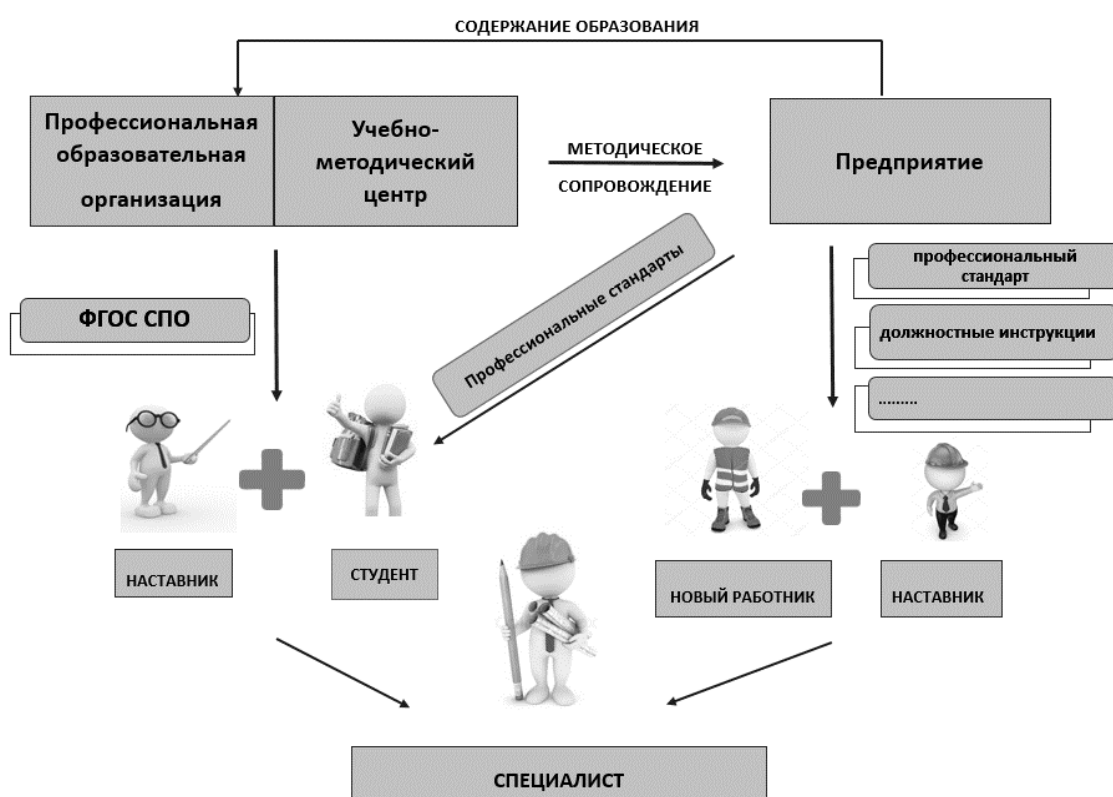 СОДЕРЖАНИЕ ОБРАЗОВАНИЯ
Профессиональная
образовательная
организация
Учебно-
методический
центр
МЕТОДИЧЕСКОЕ
СОПРОВОЖДЕНИЕ
Предприятие
ФГОС СПО
Профессиональные стандарты
профессиональный
стандарт
должностные инструкции
.........
НАСТАВНИК
СТУДЕНТ
НОВЫЙ РАБОТНИК
НАСТАВНИК
СПЕЦИАЛИСТ